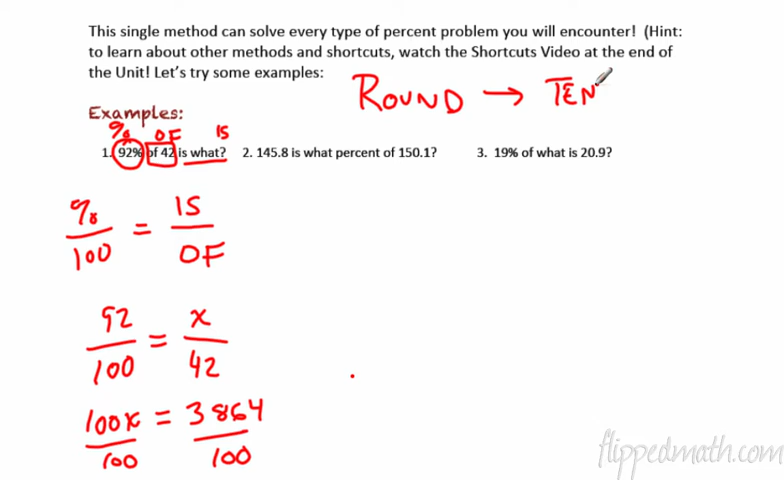 This single method can solve every type of percent problem you will encounter! (Hint:
to learn about other methods and shortcuts, watch the Shortcuts Video at the end of
the Unit! Let's try some examples:
ROUND → TEN
Examples:
% OF IS
1. 92% of 42 is what? 2. 145.8 is what percent of 150.1? 3. 19% of what is 20.9?
%/100 = IS/OF
92/100 = x/42
100x/100 = 3864/100
flippedmath.com